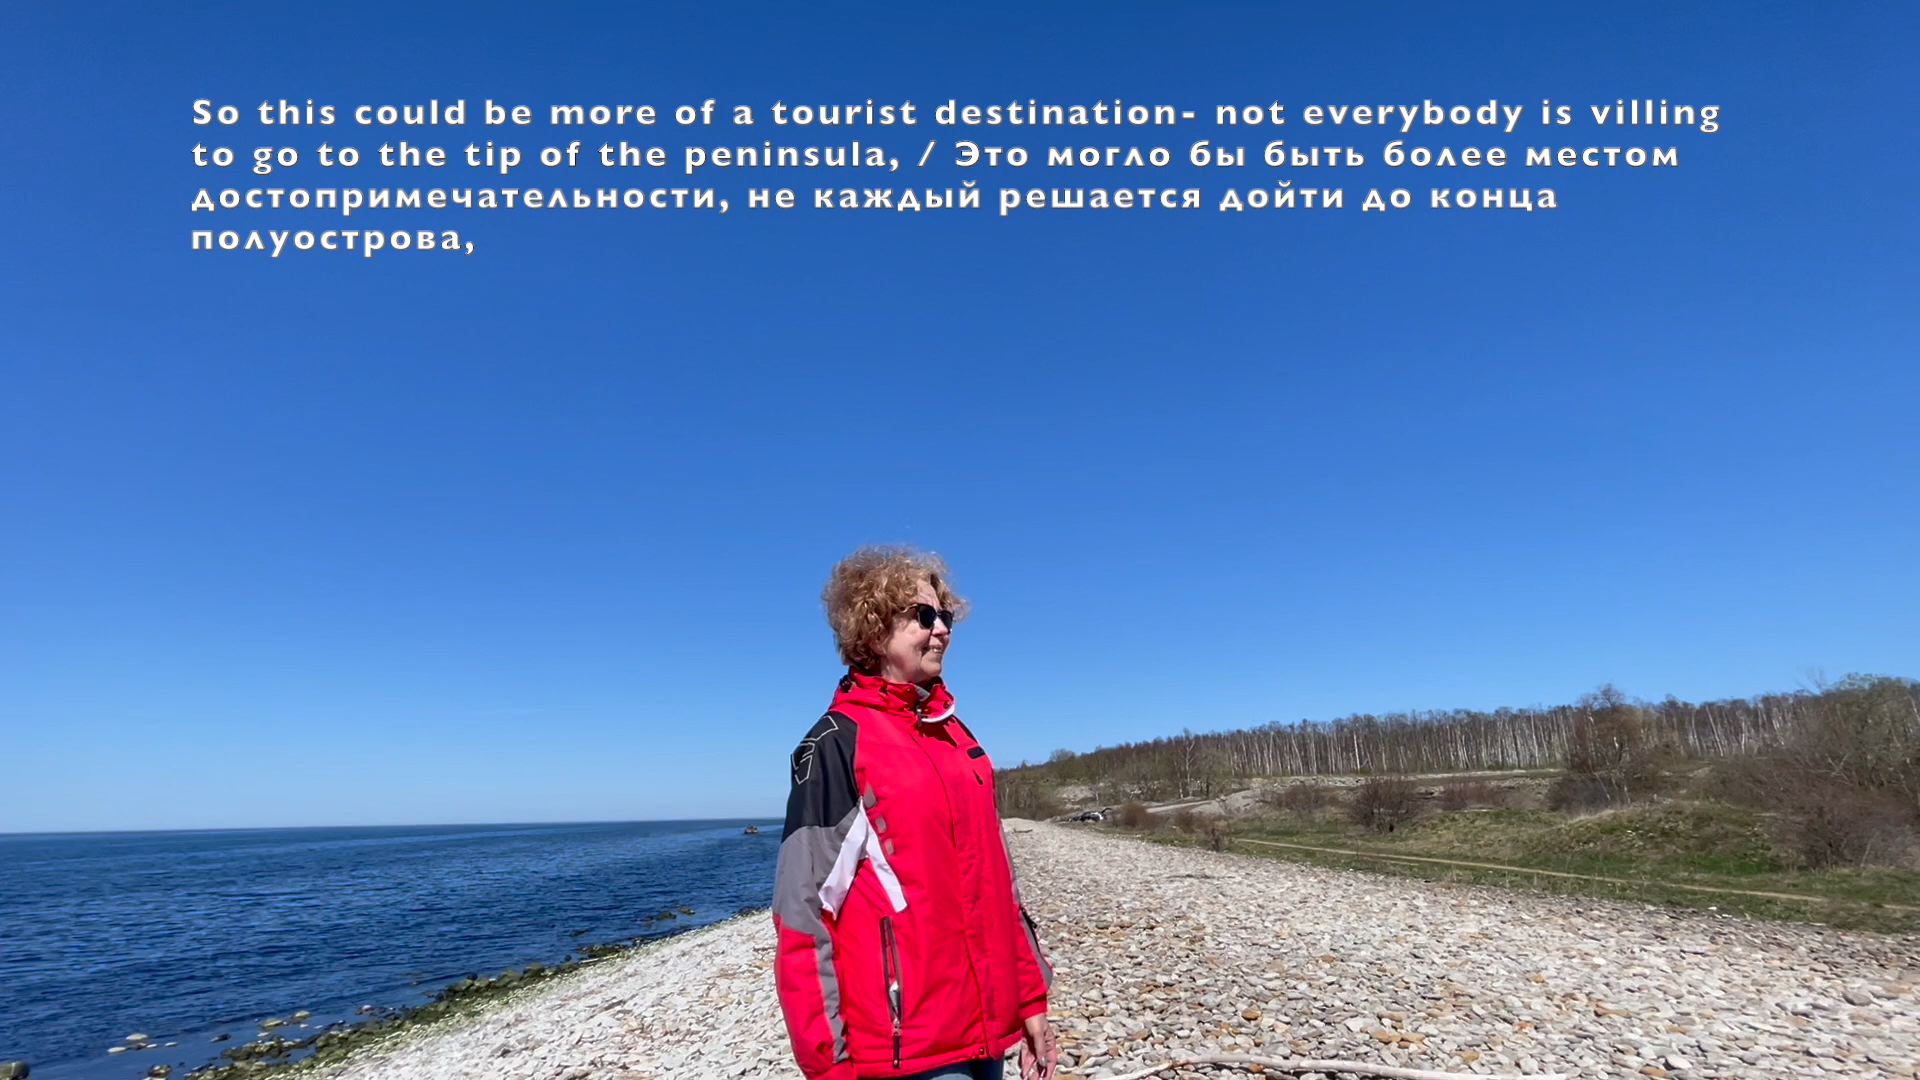 So this could be more of a tourist destination- not everybody is villing
to go to the tip of the peninsula, / Это могло бы быть более местом
достопримечательности, не каждый решается дойти до конца
полуострова,